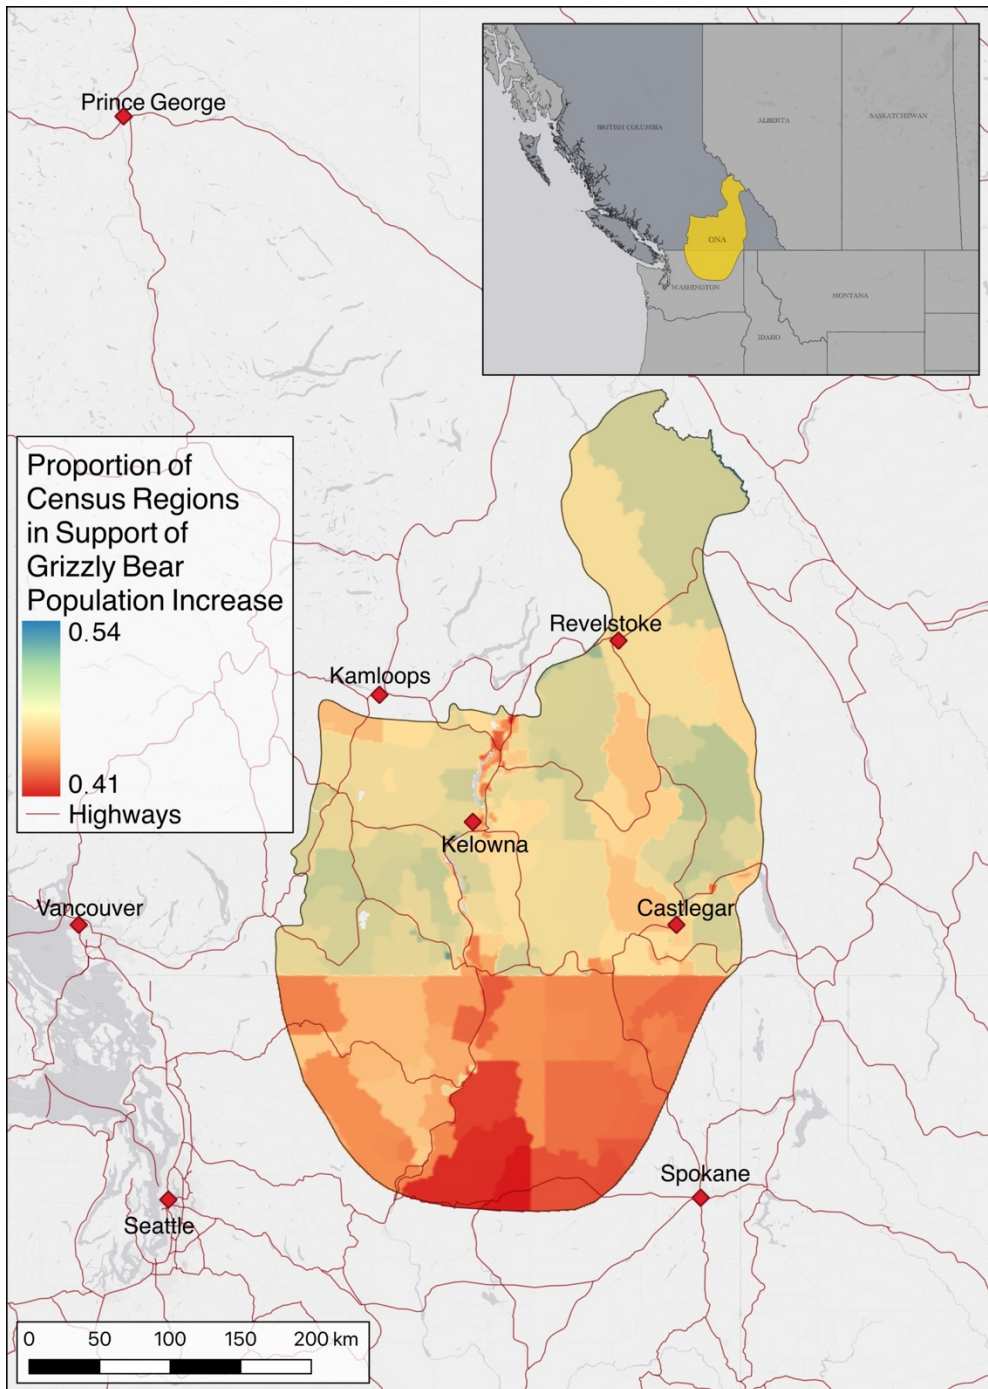 Prince George
BRITISH COLUMBIA
ALBERTA
SASKATCHEWAN
ONA
WASHINGTON
MONTANA
IDAHO
Proportion of
Census Regions
in Support of
Grizzly Bear
Population Increase
0.54
0.41
Highways
Revelstoke
Kamloops
Kelowna
Vancouver
Castlegar
Spokane
Seattle
0 50 100 150 200 km